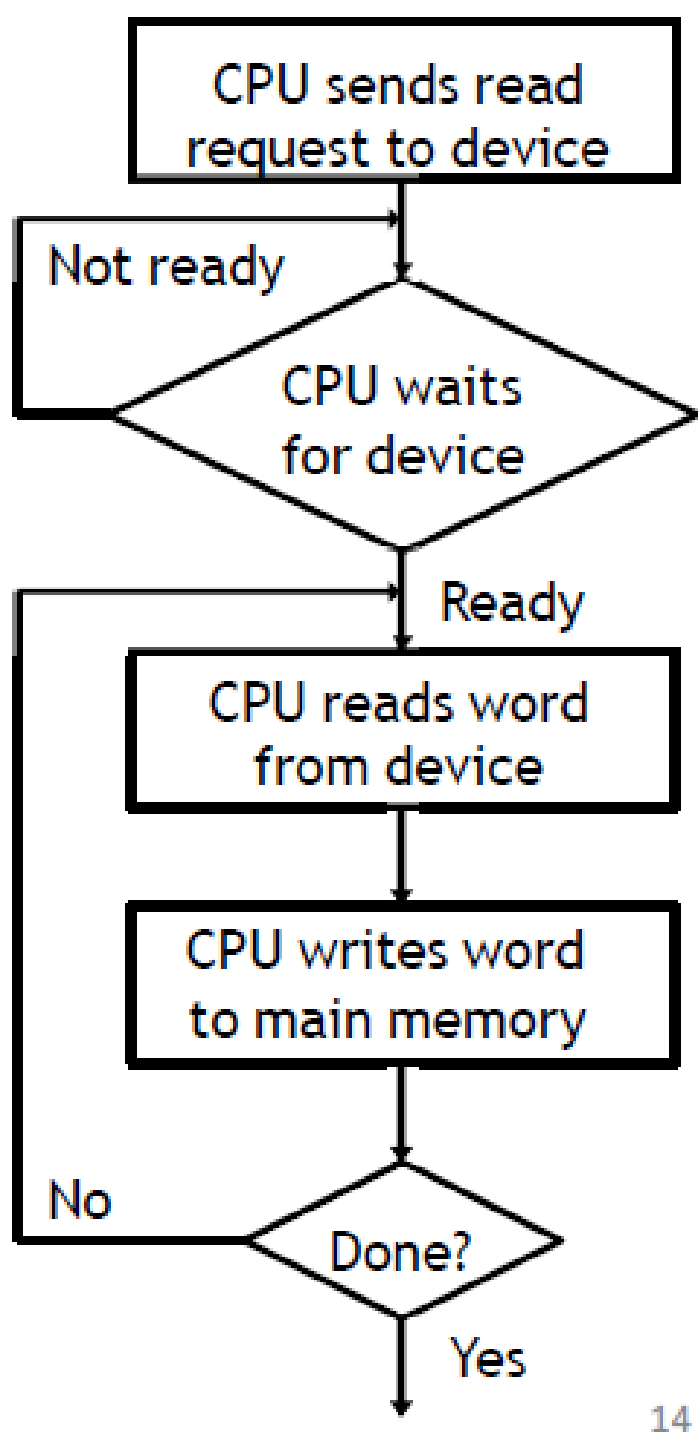 CPU sends read
request to device
Not ready
CPU waits
for device
Ready
CPU reads word
from device
CPU writes word
to main memory
No
Done?
Yes
14